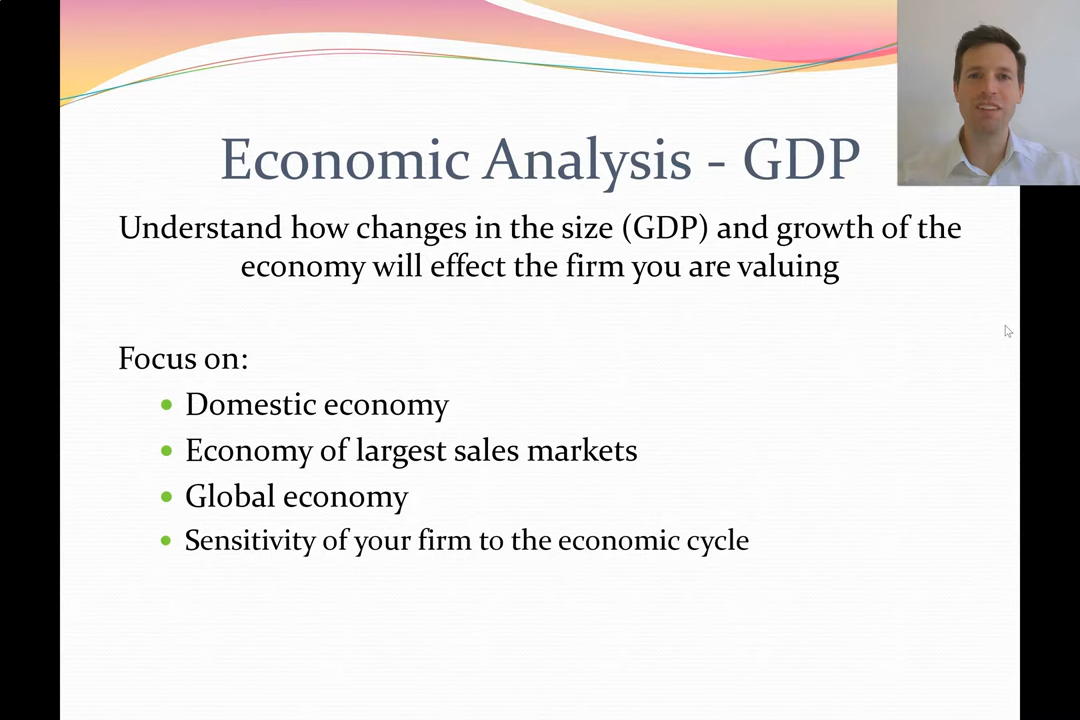 Economic Analysis - GDP
Understand how changes in the size (GDP) and growth of the
economy will effect the firm you are valuing
Focus on:
Domestic economy
Economy of largest sales markets
Global economy
Sensitivity of your firm to the economic cycle